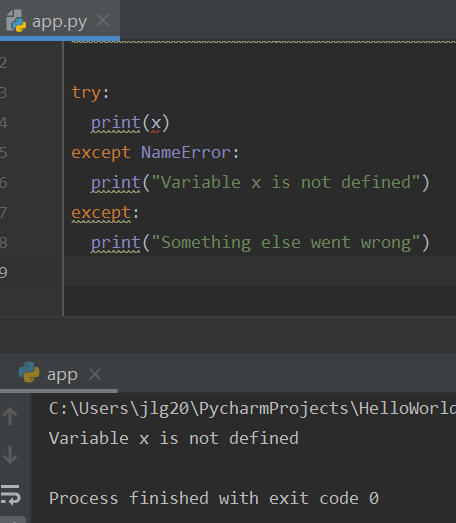 app.py
2
3 try:
4 print(x)
5 except NameError:
6 print("Variable x is not defined")
7 except:
8 print("Something else went wrong")
9
app
C:\Users\jlg20\PycharmProjects\HelloWorld
Variable x is not defined
Process finished with exit code 0